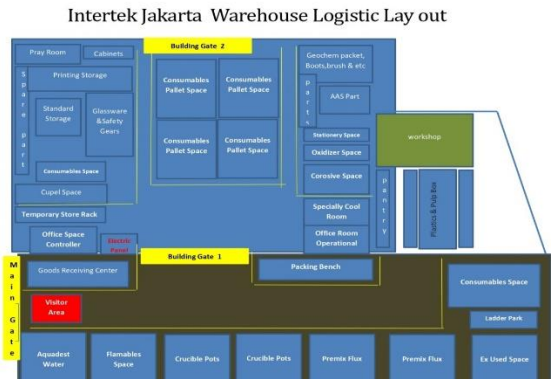 Intertek Jakarta Warehouse Logistic Lay out
Pray Room
Cabinets
Building Gate 2
Geochem packet,
Boots,brush & etc
Spare part
Printing Storage
Consumables
Pallet Space
Consumables
Pallet Space
parts
AAS Part
Standard
Storage
Glassware
&Safety
Gears
Consumables
Pallet Space
Consumables
Pallet Space
Stationery Space
workshop
Oxidizer Space
Consumables Space
Corosive Space
Cupel Space
pantry
Plastics & Pulp Box
Temporary Store Rack
Specially Cool
Room
Office Space
Controller
Electric
Panel
Office Room
Operational
Building Gate 1
Main Gate
Goods Receiving Center
Packing Bench
Consumables Space
Visitor
Area
Ladder Park
Aquadest
Water
Flamables
Space
Crucible Pots
Crucible Pots
Premix Flux
Premix Flux
Ex Used Space